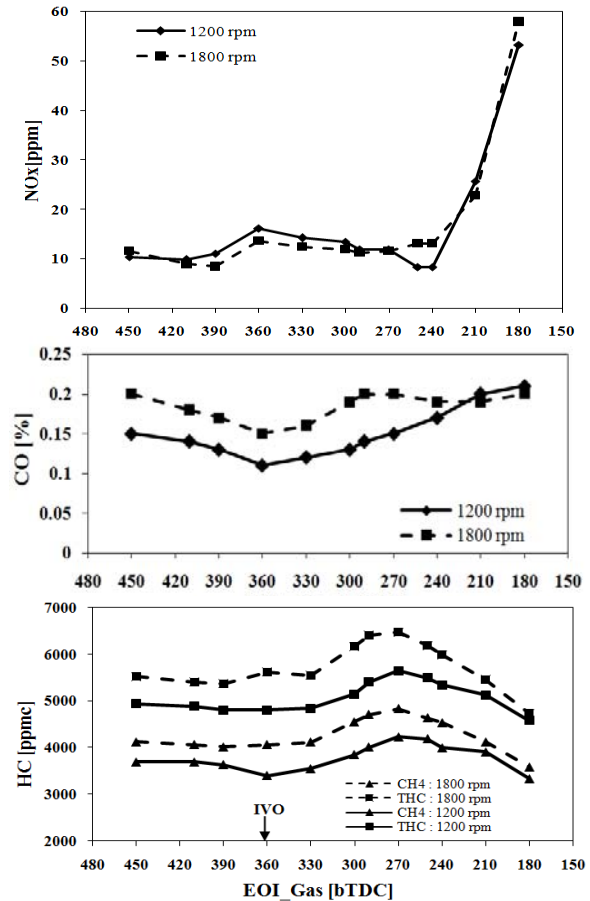 60
50
40
30
20
10
0
NOx[ppm]
1200 rpm
1800 rpm
480 450 420 390 360 330 300 270 240 210 180 150
0.25
0.2
0.15
0.1
0.05
0
CO [%]
1200 rpm
1800 rpm
480 450 420 390 360 330 300 270 240 210 180 150
7000
6000
5000
4000
3000
2000
HC [ppmc]
CH4 : 1800 rpm
THC : 1800 rpm
CH4 : 1200 rpm
THC : 1200 rpm
IVO
480 450 420 390 360 330 300 270 240 210 180 150
EOI_Gas [bTDC]